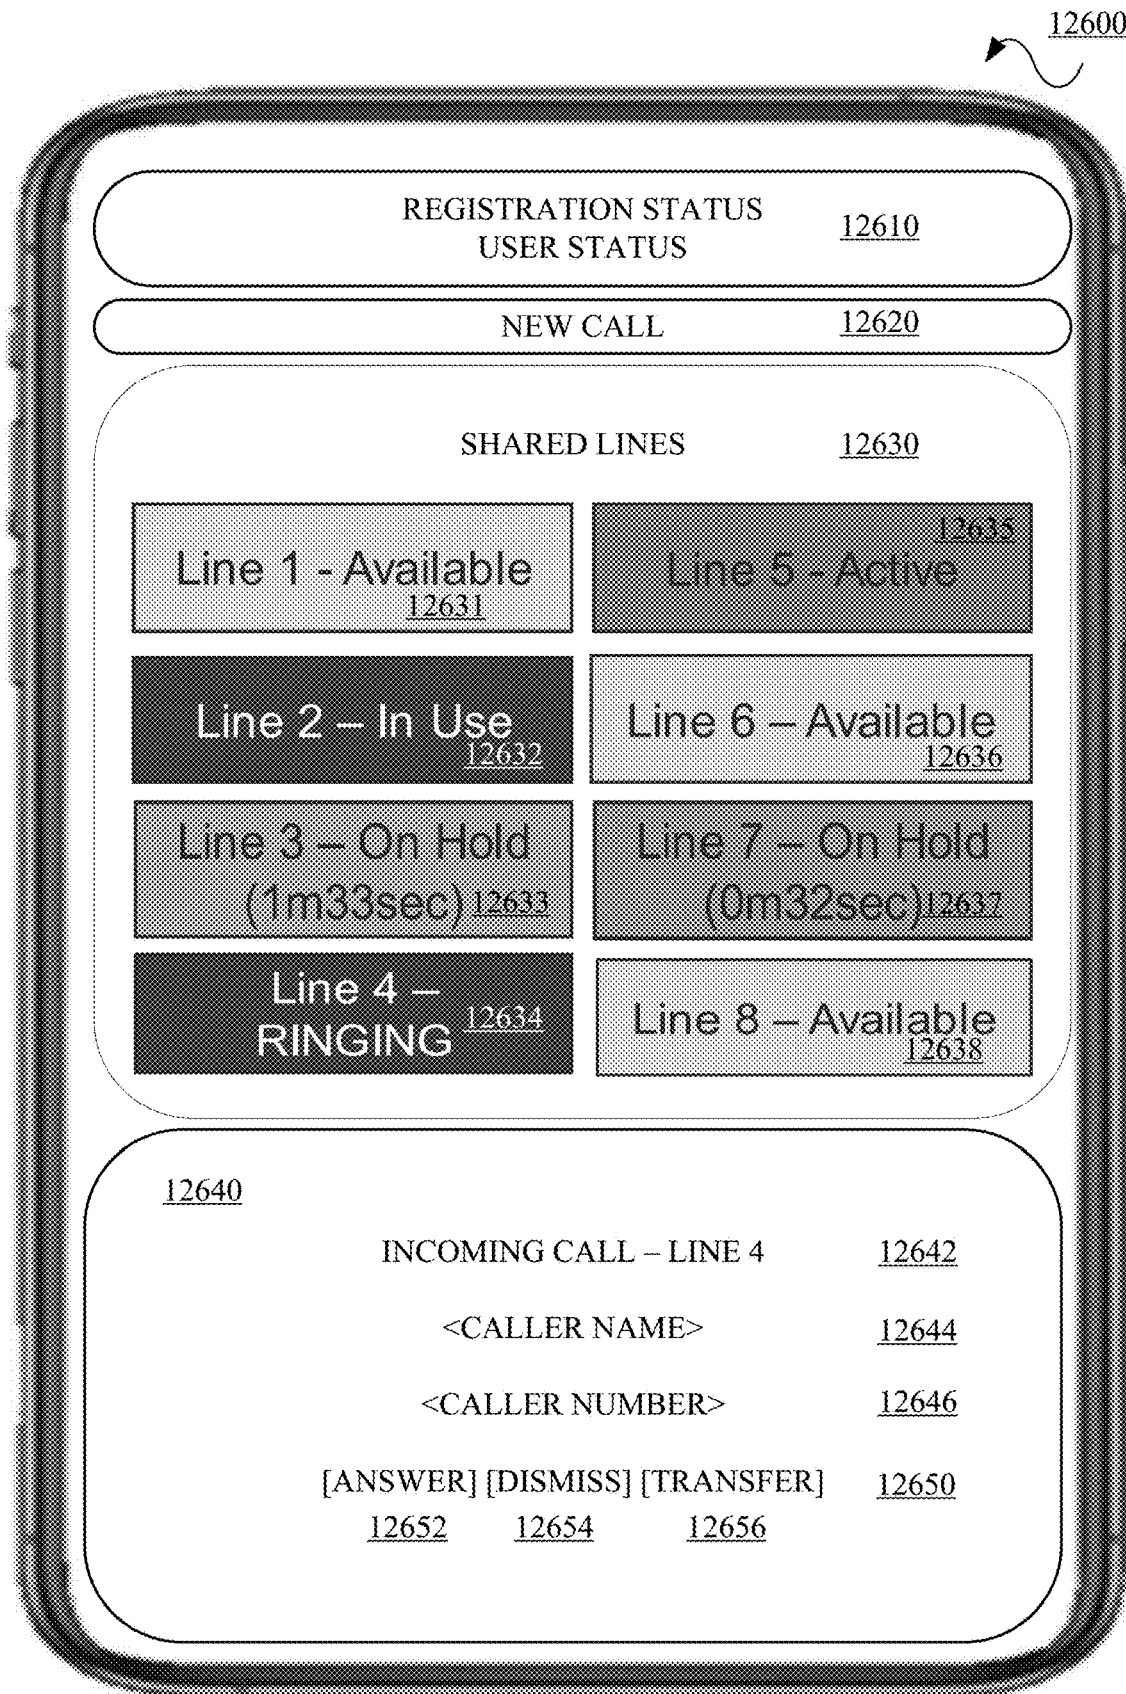 12600
REGISTRATION STATUS
USER STATUS 12610
NEW CALL 12620
SHARED LINES 12630
Line 1 - Available
12631
12635
Line 5 - Active
Line 2 – In Use
12632
Line 6 – Available
12636
Line 3 – On Hold
(1m33sec) 12633
Line 7 – On Hold
(0m32sec) 12637
Line 4 –
RINGING 12634
Line 8 – Available
12638
12640
INCOMING CALL – LINE 4 12642
<CALLER NAME> 12644
<CALLER NUMBER> 12646
[ANSWER] [DISMISS] [TRANSFER] 12650
12652 12654 12656